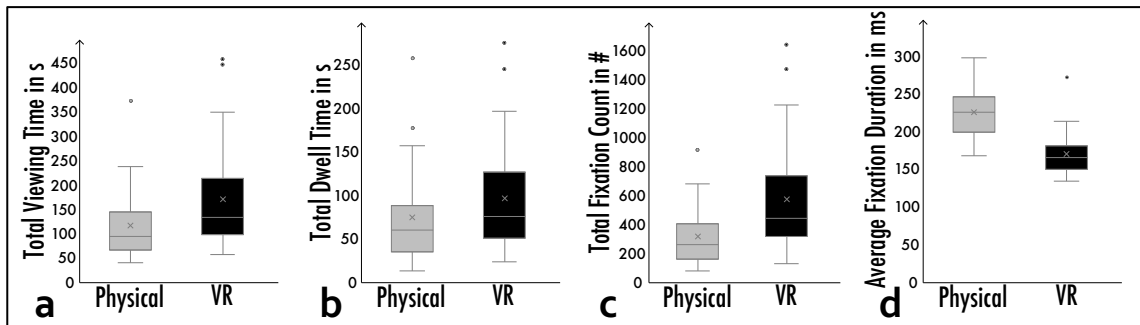 Total Viewing Time in s
450
400
350
300
250
200
150
100
50
0
Physical
VR
a
Total Dwell Time in s
250
200
150
100
50
0
Physical
VR
b
Total Fixation Count in #
1600
1400
1200
1000
800
600
400
200
0
Physical
VR
c
Average Fixation Duration in ms
300
250
200
150
100
50
0
Physical
VR
d